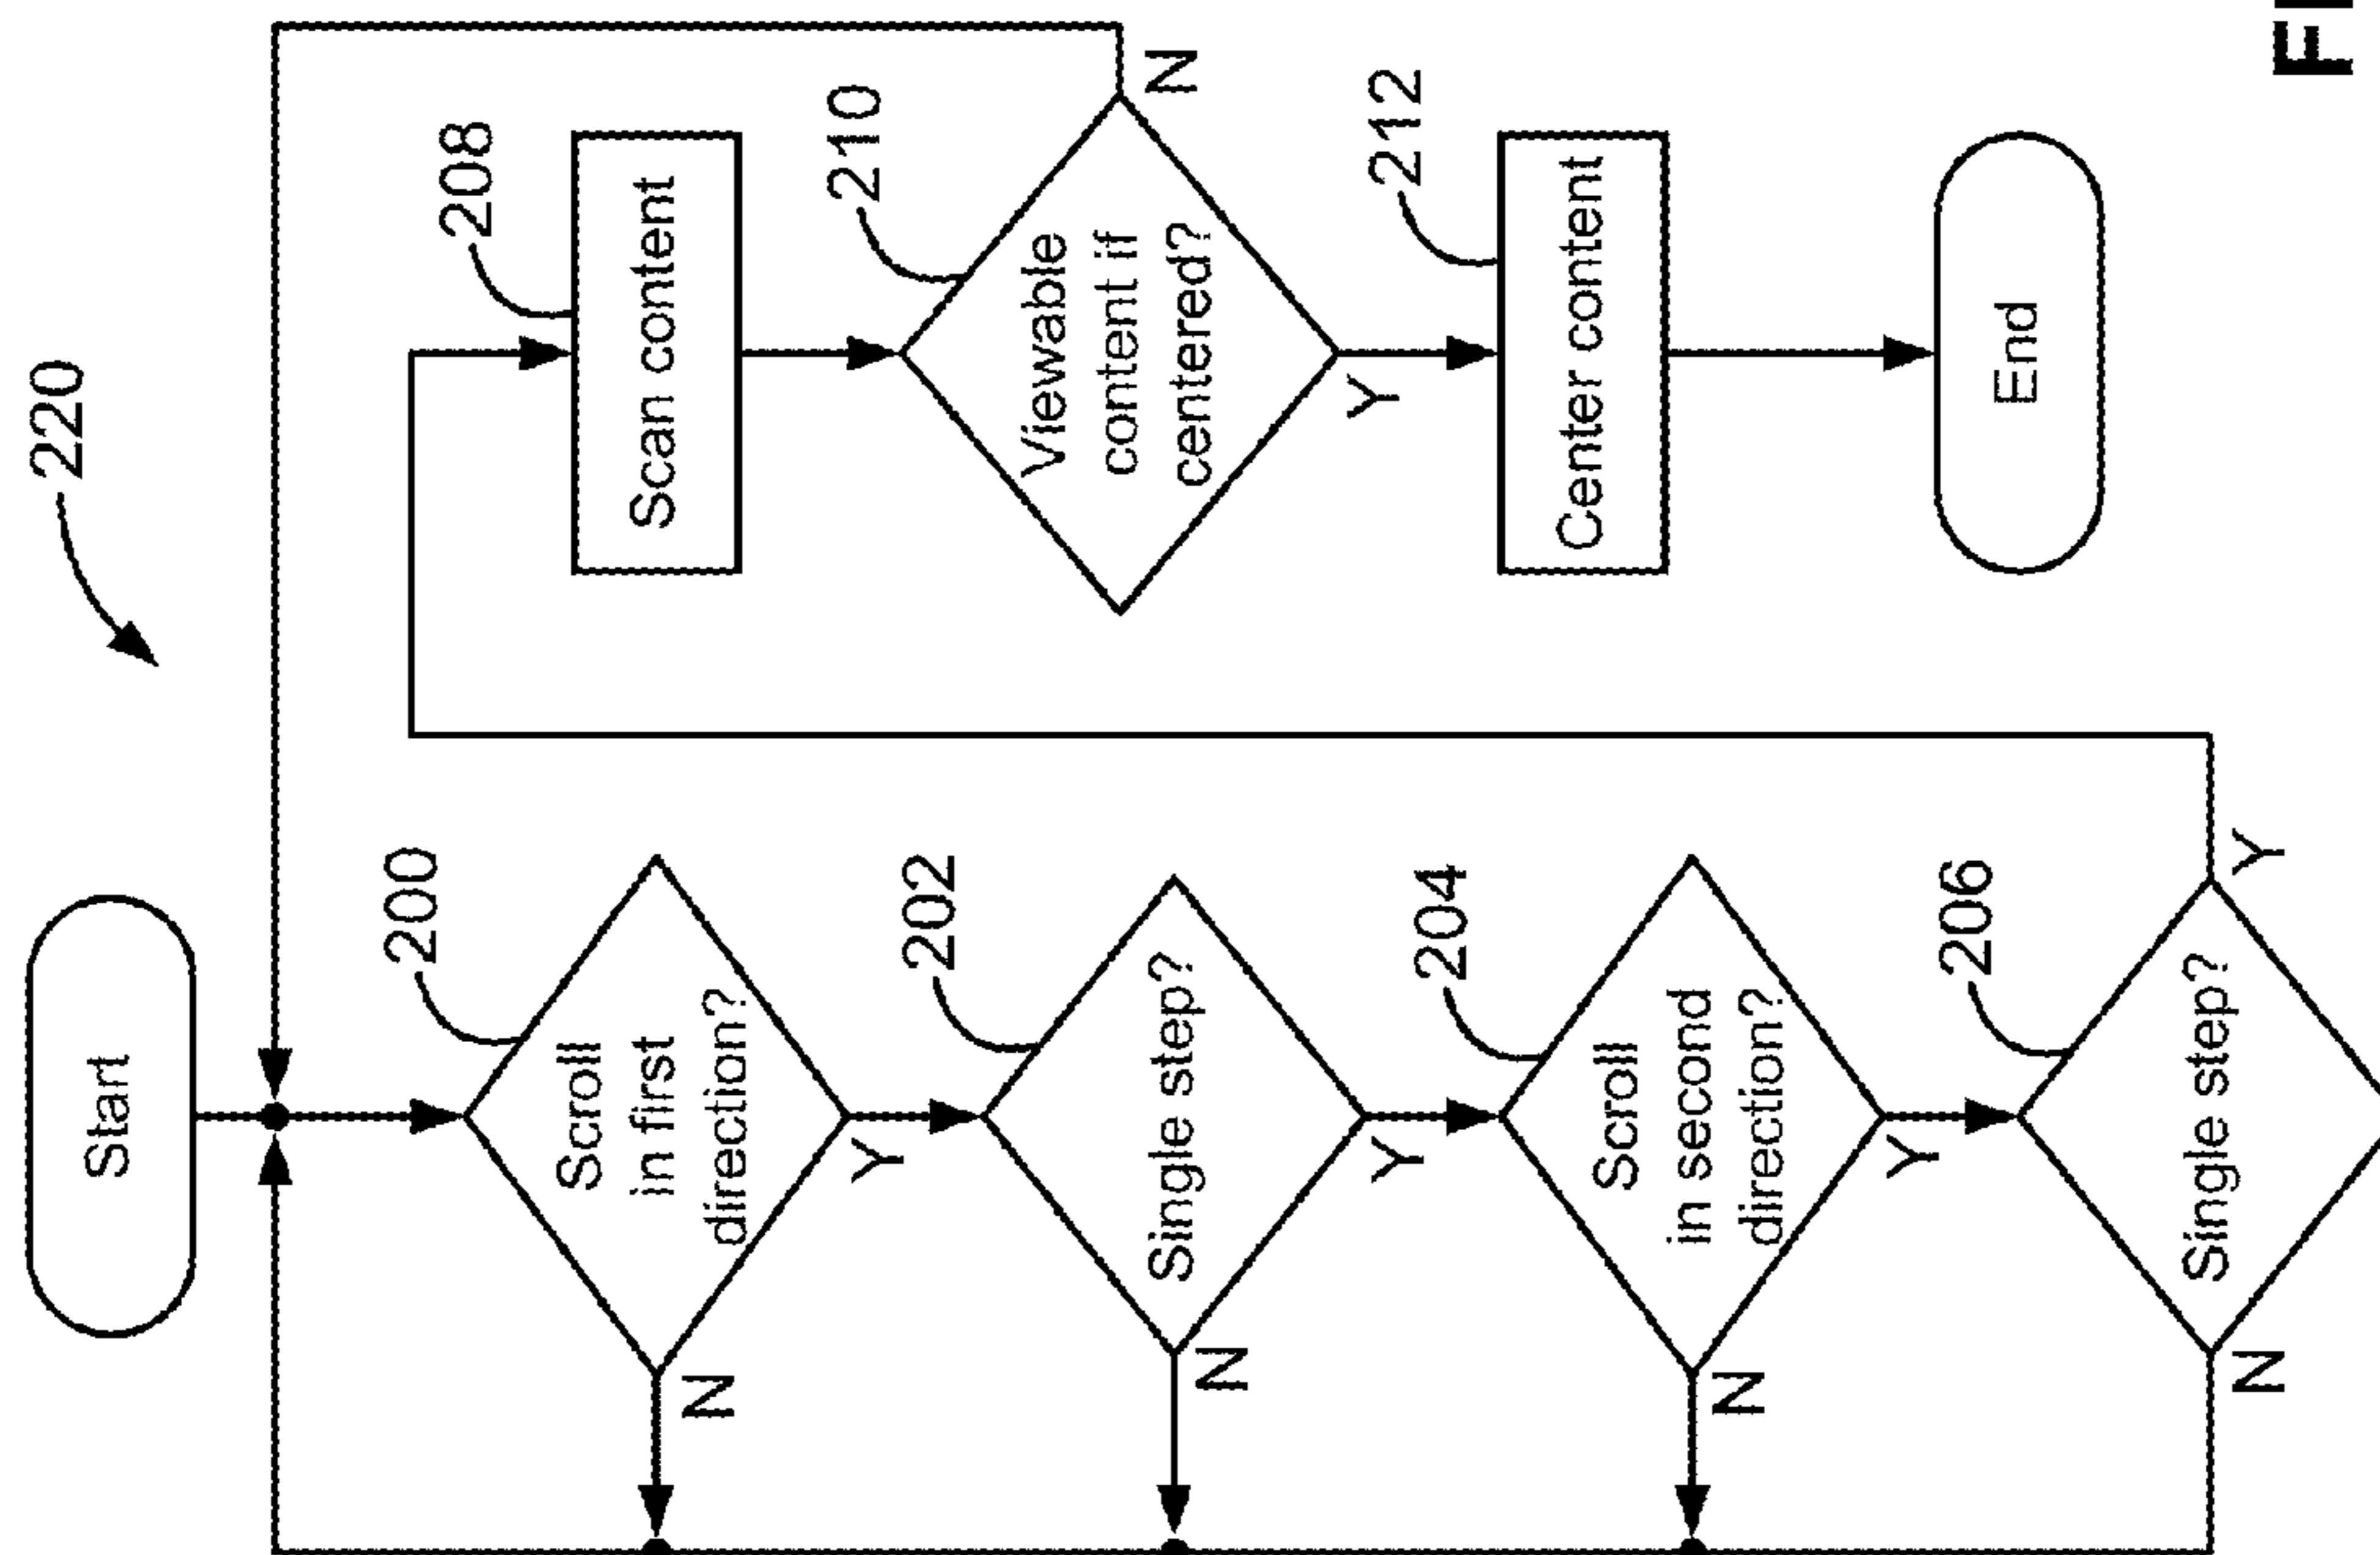 220
Start
200
Scroll
in first
direction?
N
Y
202
Single step?
N
Y
204
Scroll
in second
direction?
N
Y
206
Single step?
N
Y
208
Scan content
210
Viewable
content if
centered?
N
Y
212
Center content
End